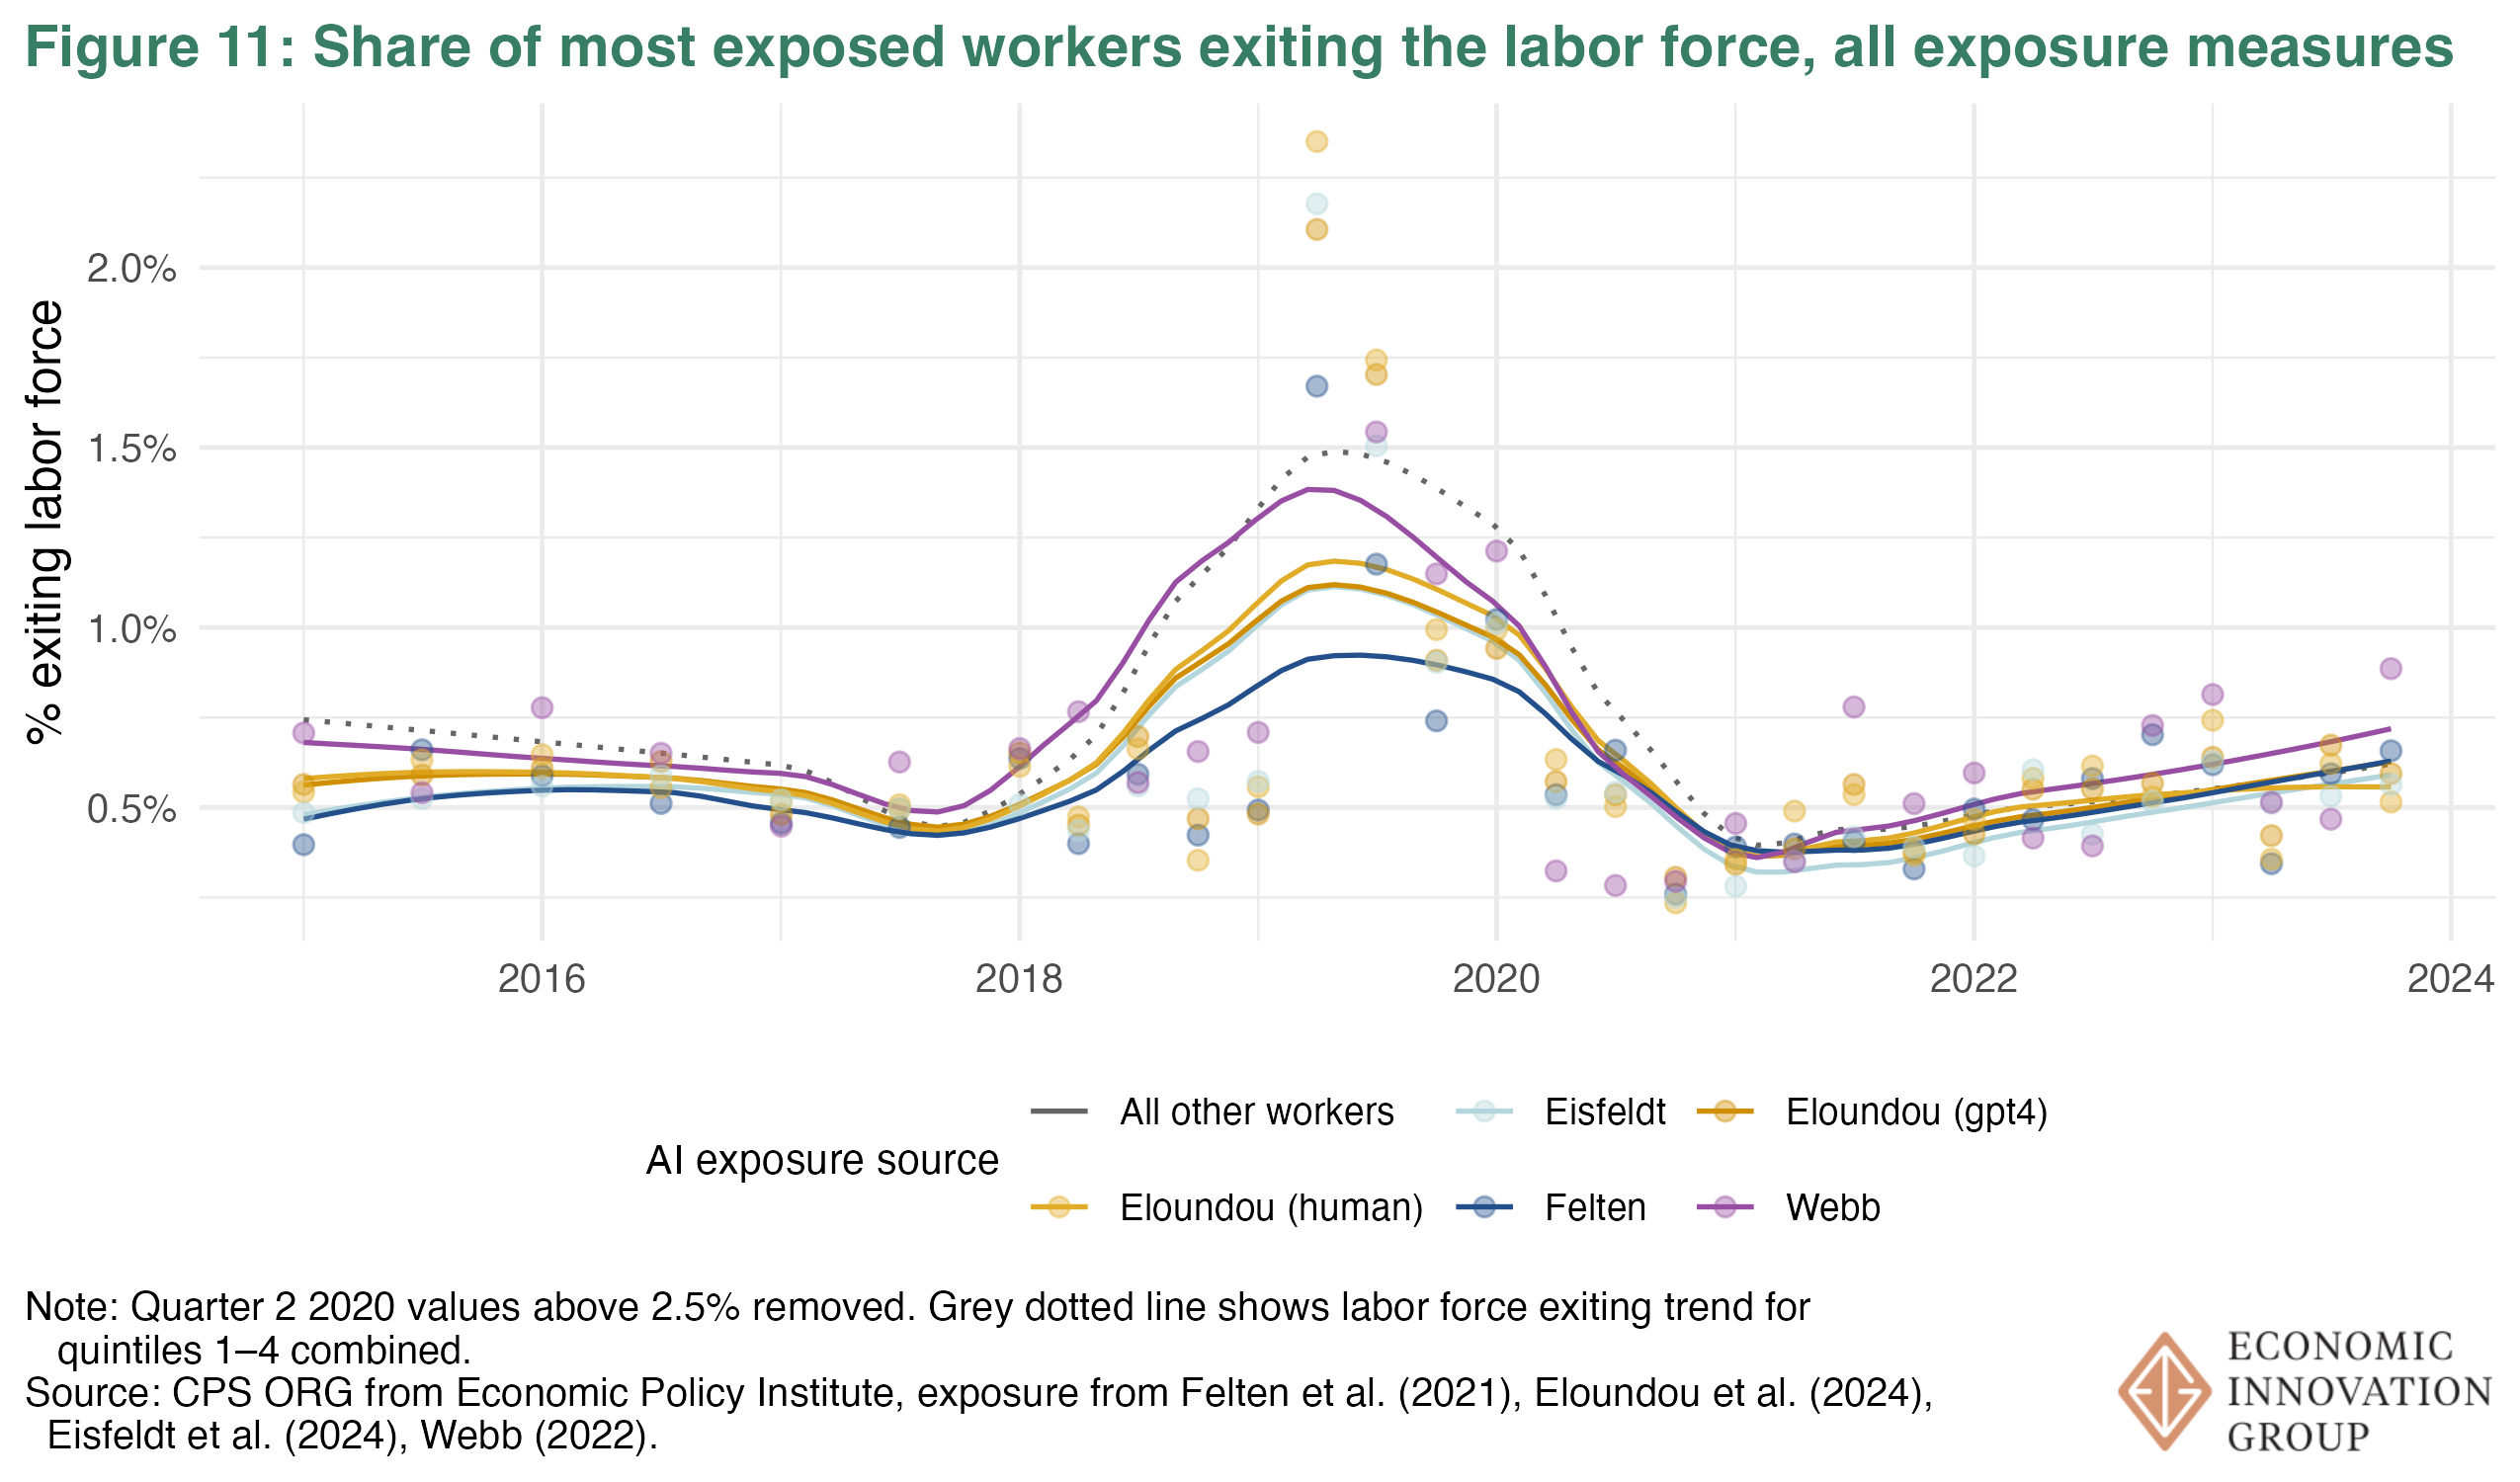 Figure 11: Share of most exposed workers exiting the labor force, all exposure measures
% exiting labor force
2.0%
1.5%
1.0%
0.5%
2016 2018 2020 2022 2024
AI exposure source
All other workers Eisfeldt Eloundou (gpt4)
Eloundou (human) Felten Webb
Note: Quarter 2 2020 values above 2.5% removed. Grey dotted line shows labor force exiting trend for
quintiles 1–4 combined.
Source: CPS ORG from Economic Policy Institute, exposure from Felten et al. (2021), Eloundou et al. (2024),
Eisfeldt et al. (2024), Webb (2022).
ECONOMIC
INNOVATION
GROUP